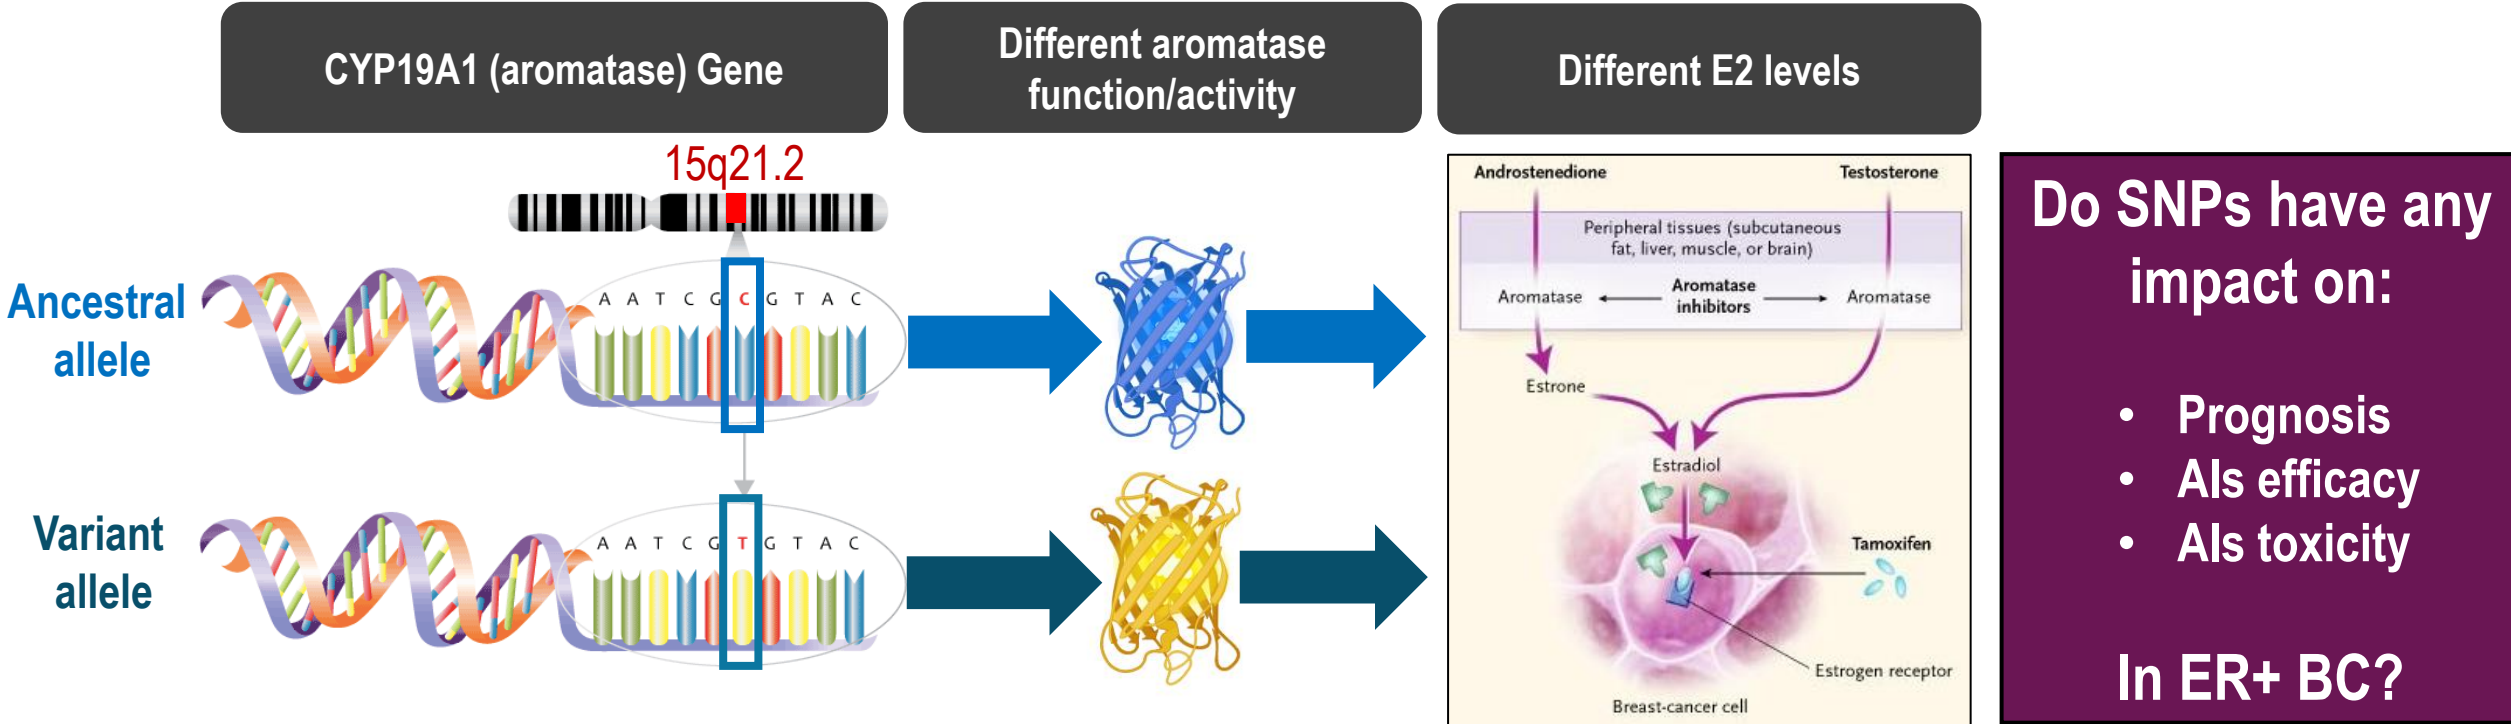 CYP19A1 (aromatase) Gene
Different aromatase
function/activity
Different E2 levels
15q21.2
Ancestral
allele
A A T C G C G T A C
Variant
allele
A A T C G T G T A C
Androstenedione
Testosterone
Peripheral tissues (subcutaneous
fat, liver, muscle, or brain)
Aromatase
Aromatase
inhibitors
Aromatase
Estrone
Estradiol
Tamoxifen
Estrogen receptor
Breast-cancer cell
Do SNPs have any
impact on:
• Prognosis
• AIs efficacy
• AIs toxicity
In ER+ BC?